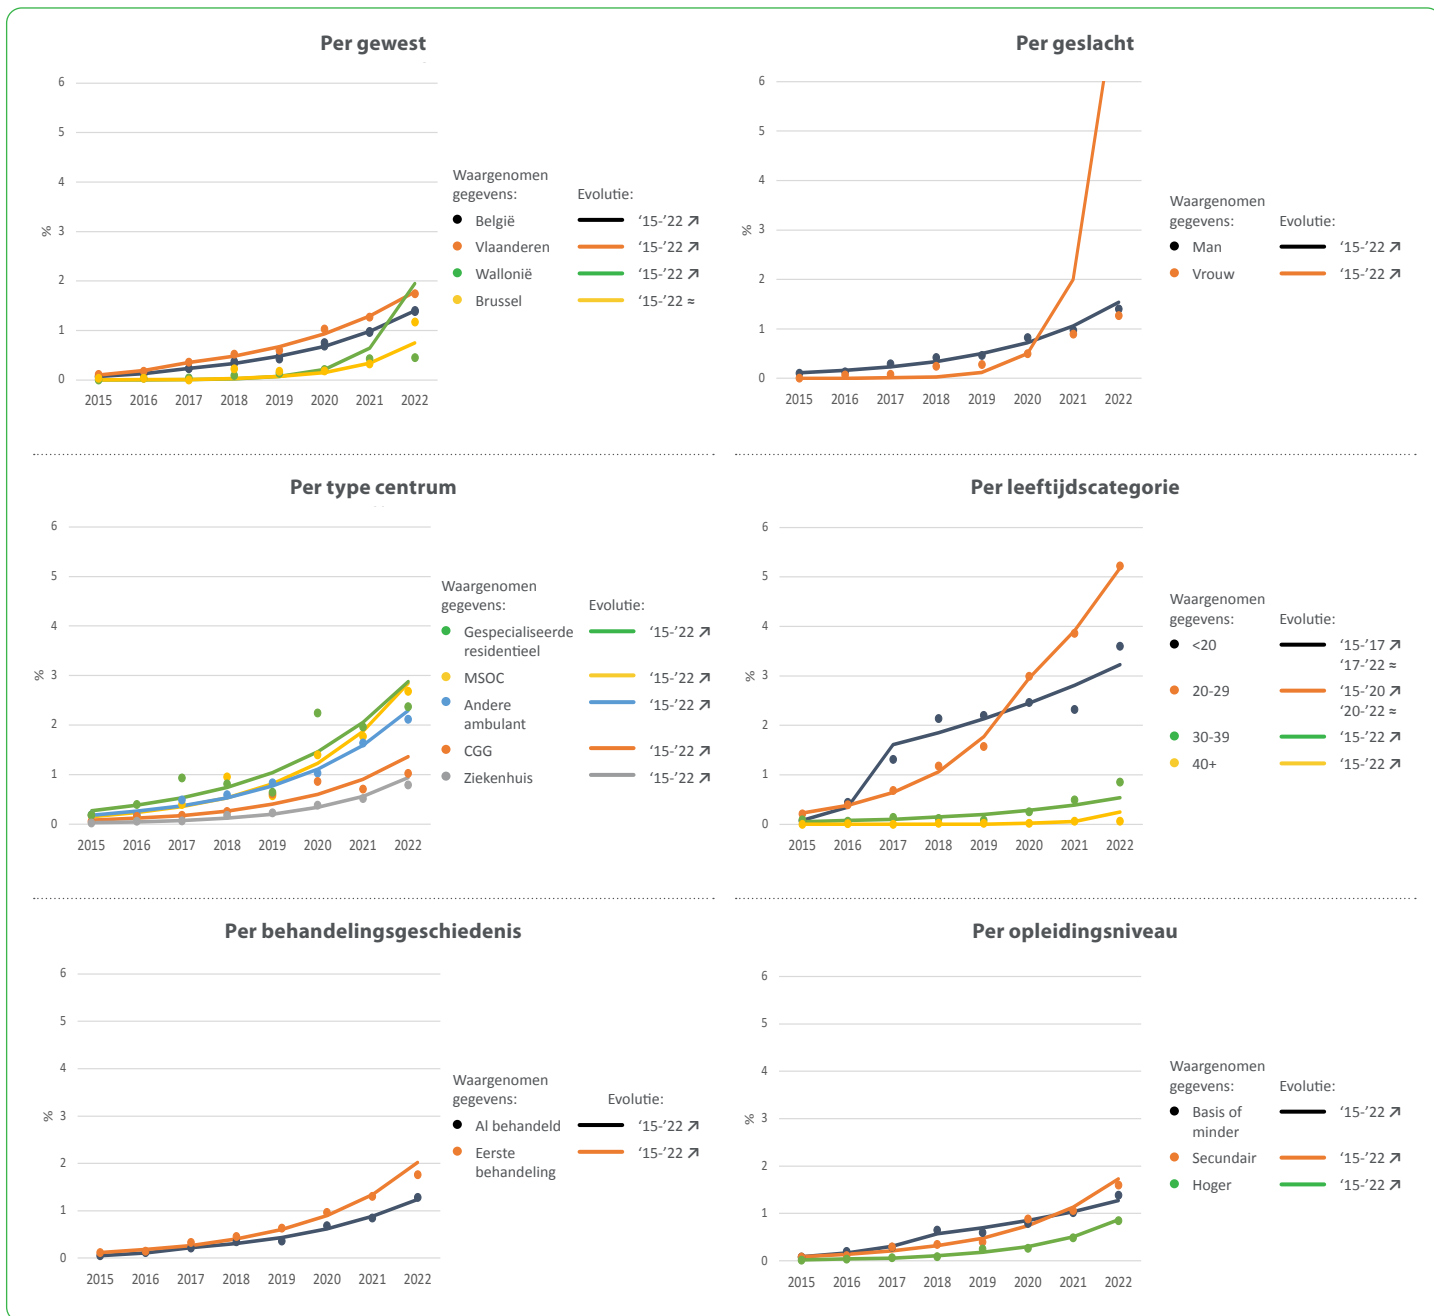 Per gewest
6
5
4
3
2
1
0
%
2015 2016 2017 2018 2019 2020 2021 2022
Waargenomen
gegevens: Evolutie:
België ‘15-’22 ↗
Vlaanderen ‘15-’22 ↗
Wallonië ‘15-’22 ↗
Brussel ‘15-’22 ≈
Per geslacht
6
5
4
3
2
1
0
%
2015 2016 2017 2018 2019 2020 2021 2022
Waargenomen
gegevens: Evolutie:
Man ‘15-’22 ↗
Vrouw ‘15-’22 ↗
Per type centrum
6
5
4
3
2
1
0
%
2015 2016 2017 2018 2019 2020 2021 2022
Waargenomen
gegevens: Evolutie:
Gespecialiseerde ‘15-’22 ↗
residentieel
MSOC ‘15-’22 ↗
Andere ‘15-’22 ↗
ambulant
CGG ‘15-’22 ↗
Ziekenhuis ‘15-’22 ↗
Per leeftijdscategorie
6
5
4
3
2
1
0
%
2015 2016 2017 2018 2019 2020 2021 2022
Waargenomen
gegevens: Evolutie:
<20 ‘15-’17 ↗
‘17-’22 ≈
20-29 ‘15-’20 ↗
‘20-’22 ≈
30-39 ‘15-’22 ↗
40+ ‘15-’22 ↗
Per behandelingsgeschiedenis
6
5
4
3
2
1
0
%
2015 2016 2017 2018 2019 2020 2021 2022
Waargenomen
gegevens: Evolutie:
Al behandeld ‘15-’22 ↗
Eerste ‘15-’22 ↗
behandeling
Per opleidingsniveau
6
5
4
3
2
1
0
%
2015 2016 2017 2018 2019 2020 2021 2022
Waargenomen
gegevens: Evolutie:
Basis of ‘15-’22 ↗
minder
Secundair ‘15-’22 ↗
Hoger ‘15-’22 ↗